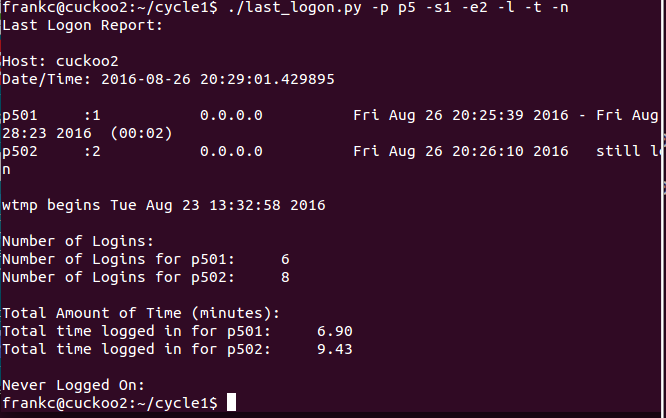 frankc@cuckoo2:~/cycle1$ ./last_logon.py -p p5 -s1 -e2 -l -t -n
Last Logon Report:
Host: cuckoo2
Date/Time: 2016-08-26 20:29:01.429895
p501     :1           0.0.0.0          Fri Aug 26 20:25:39 2016 - Fri Aug
28:23 2016  (00:02)
p502     :2           0.0.0.0          Fri Aug 26 20:26:10 2016   still lo
n
wtmp begins Tue Aug 23 13:32:58 2016
Number of Logins:
Number of Logins for p501:     6
Number of Logins for p502:     8
Total Amount of Time (minutes):
Total time logged in for p501:     6.90
Total time logged in for p502:     9.43
Never Logged On:
frankc@cuckoo2:~/cycle1$